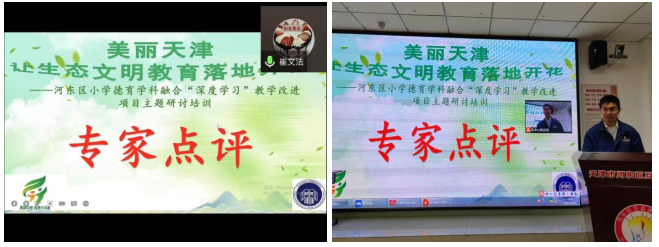 美丽天津
让生态文明教育落地开
——河东区小学德育学科融合“深度学习”教学改进
项目主题研讨培训
专家点评
崔文法
美丽天津
让生态文明教育落地开花
——河东区小学德育学科融合“深度学习”教学改进
项目主题研讨培训
专家点评
天津市河东区